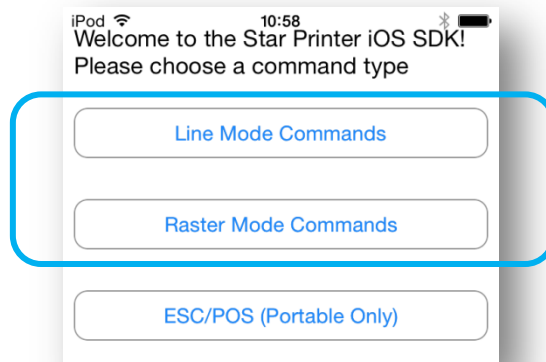 iPod 10:58
Welcome to the Star Printer iOS SDK!
Please choose a command type
Line Mode Commands
Raster Mode Commands
ESC/POS (Portable Only)